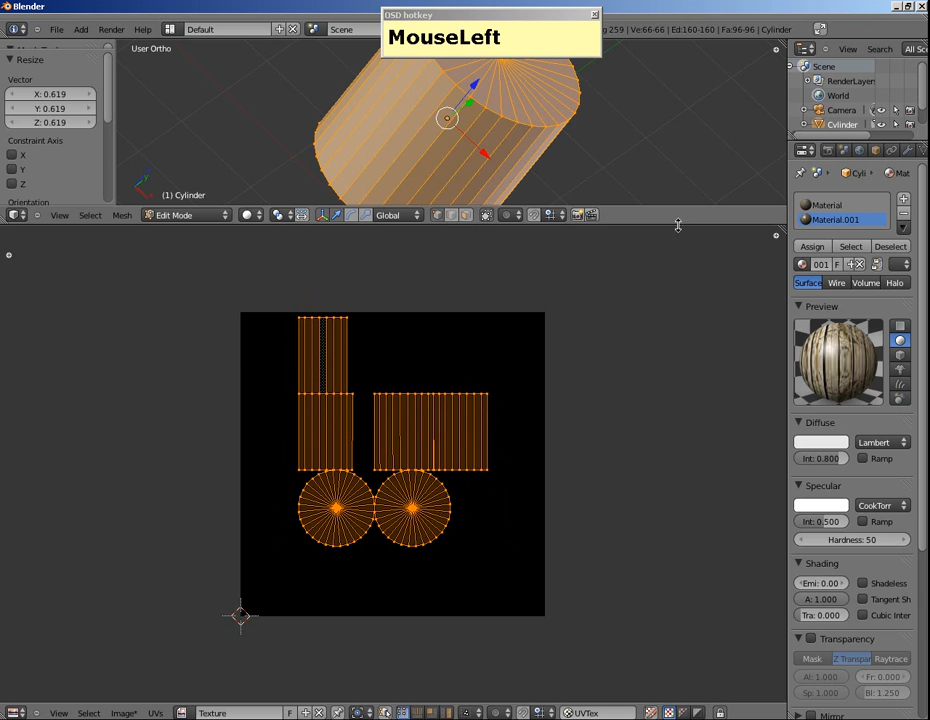 Blender
OSD hotkey
MouseLeft
File Add Render Help Default Scene 259 | Ve:66-66 | Ed:160-160 | Fa:96-96 | Cylinder
Resize
Vector
X: 0.619
Y: 0.619
Z: 0.619
Constraint Axis
X
Y
Z
Orientation
User Ortho
(1) Cylinder
View Select Mesh Edit Mode Global
View Search All Sc
Scene
RenderLayer
World
Camera
Cylinder
Cyli Mat
Material
Material.001
Assign Select Deselect
001 F
Surface Wire Volume Halo
Preview
Diffuse
Lambert
Int: 0.800 Ramp
Specular
CookTorr
Int: 0.500 Ramp
Hardness: 50
Shading
Emi: 0.00 Shadeless
A: 1.000 Tangent Sh
Tra: 0.000 Cubic Inter
Transparency
Mask Z Transpar Raytrace
Al: 1.000 Fr: 0.000
Sp: 1.000 Bl: 1.250
Mirror
View Select Image* UVs Texture F UVTex